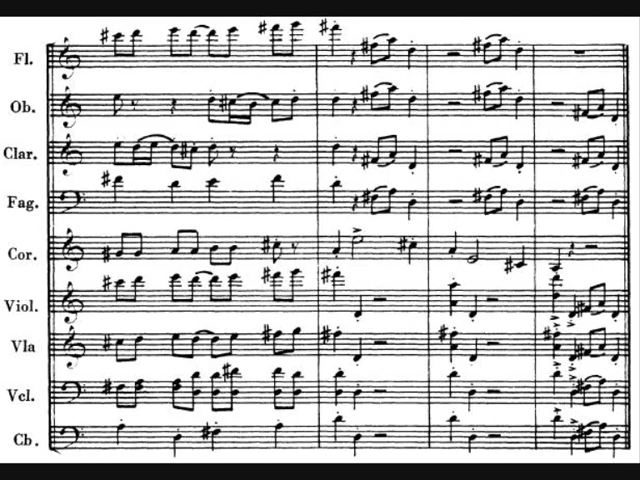 Fl.
Ob.
Clar.
Fag.
Cor.
Viol.
Vla
Vcl.
Cb.